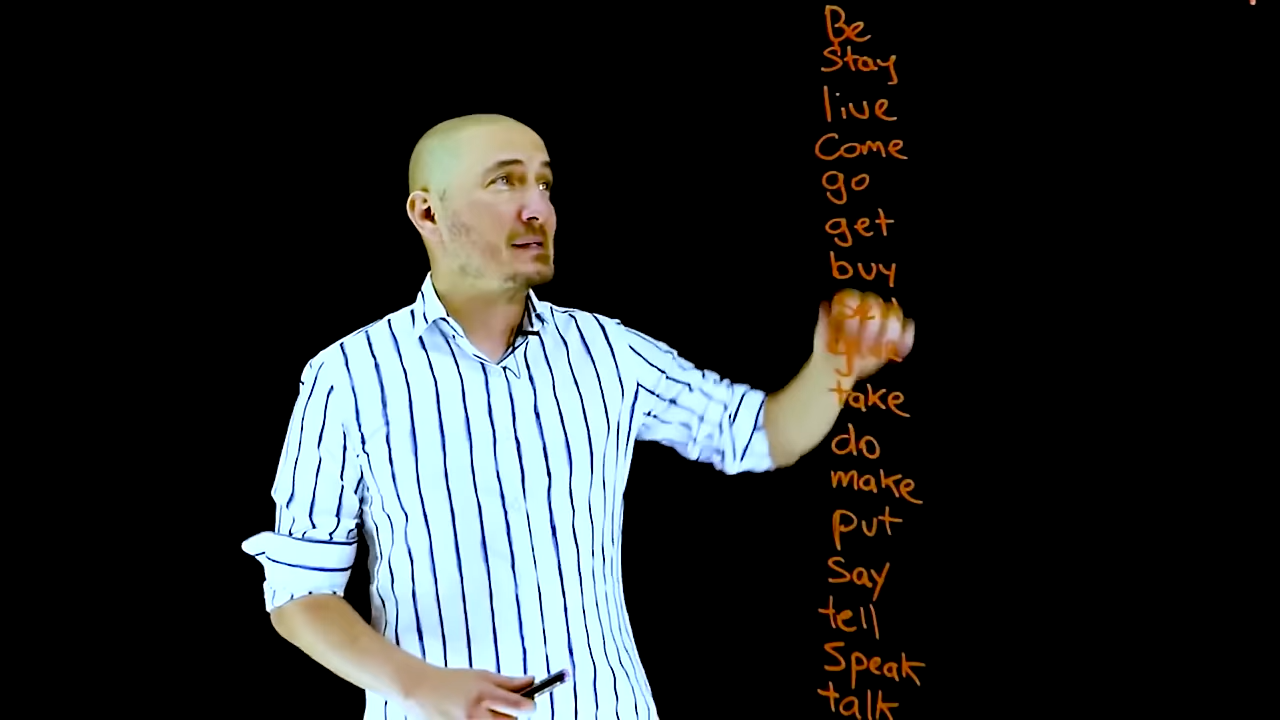 Be
Stay
live
Come
go
get
buy
take
do
make
put
Say
tell
Speak
talk